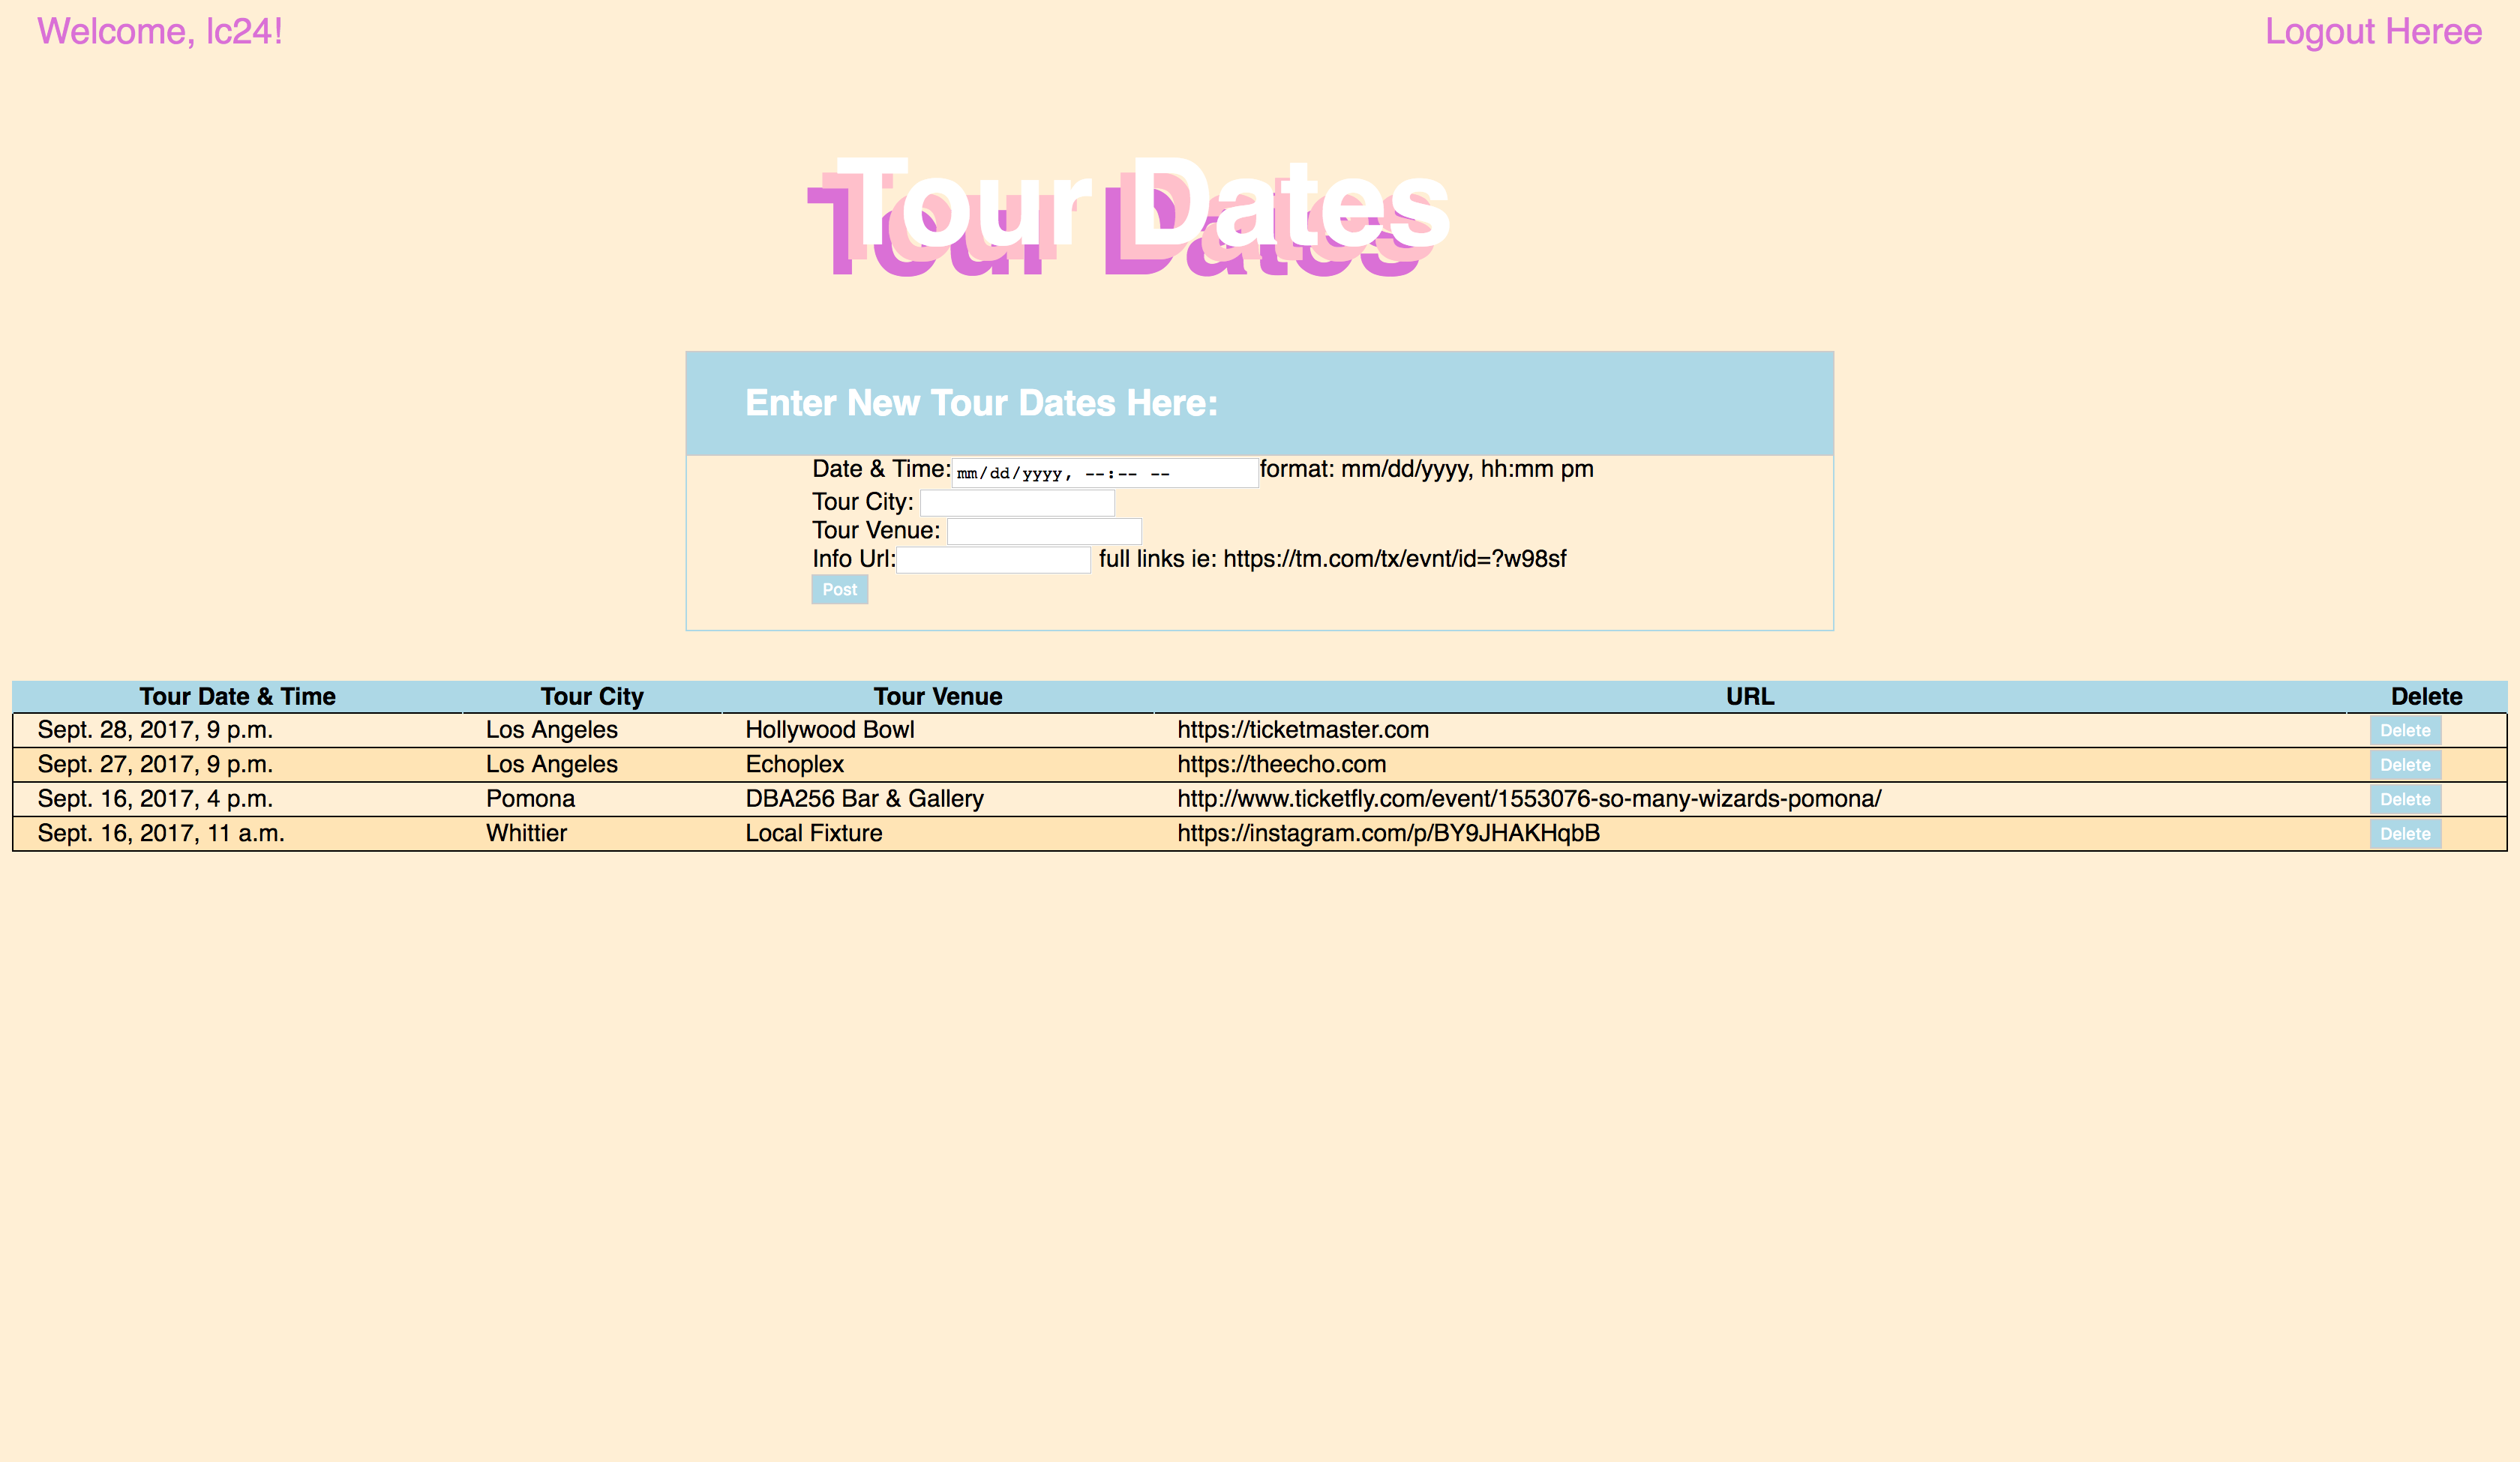 Welcome, lc24! Logout Heree
Tour Dates
Enter New Tour Dates Here:
Date & Time: mm/dd/yyyy, --:-- -- format: mm/dd/yyyy, hh:mm pm
Tour City:
Tour Venue:
Info Url: full links ie: https://tm.com/tx/evnt/id=?w98sf
Post
Tour Date & Time Tour City Tour Venue URL Delete
Sept. 28, 2017, 9 p.m. Los Angeles Hollywood Bowl https://ticketmaster.com Delete
Sept. 27, 2017, 9 p.m. Los Angeles Echoplex https://theecho.com Delete
Sept. 16, 2017, 4 p.m. Pomona DBA256 Bar & Gallery http://www.ticketfly.com/event/1553076-so-many-wizards-pomona/ Delete
Sept. 16, 2017, 11 a.m. Whittier Local Fixture https://instagram.com/p/BY9JHAKHqbB Delete